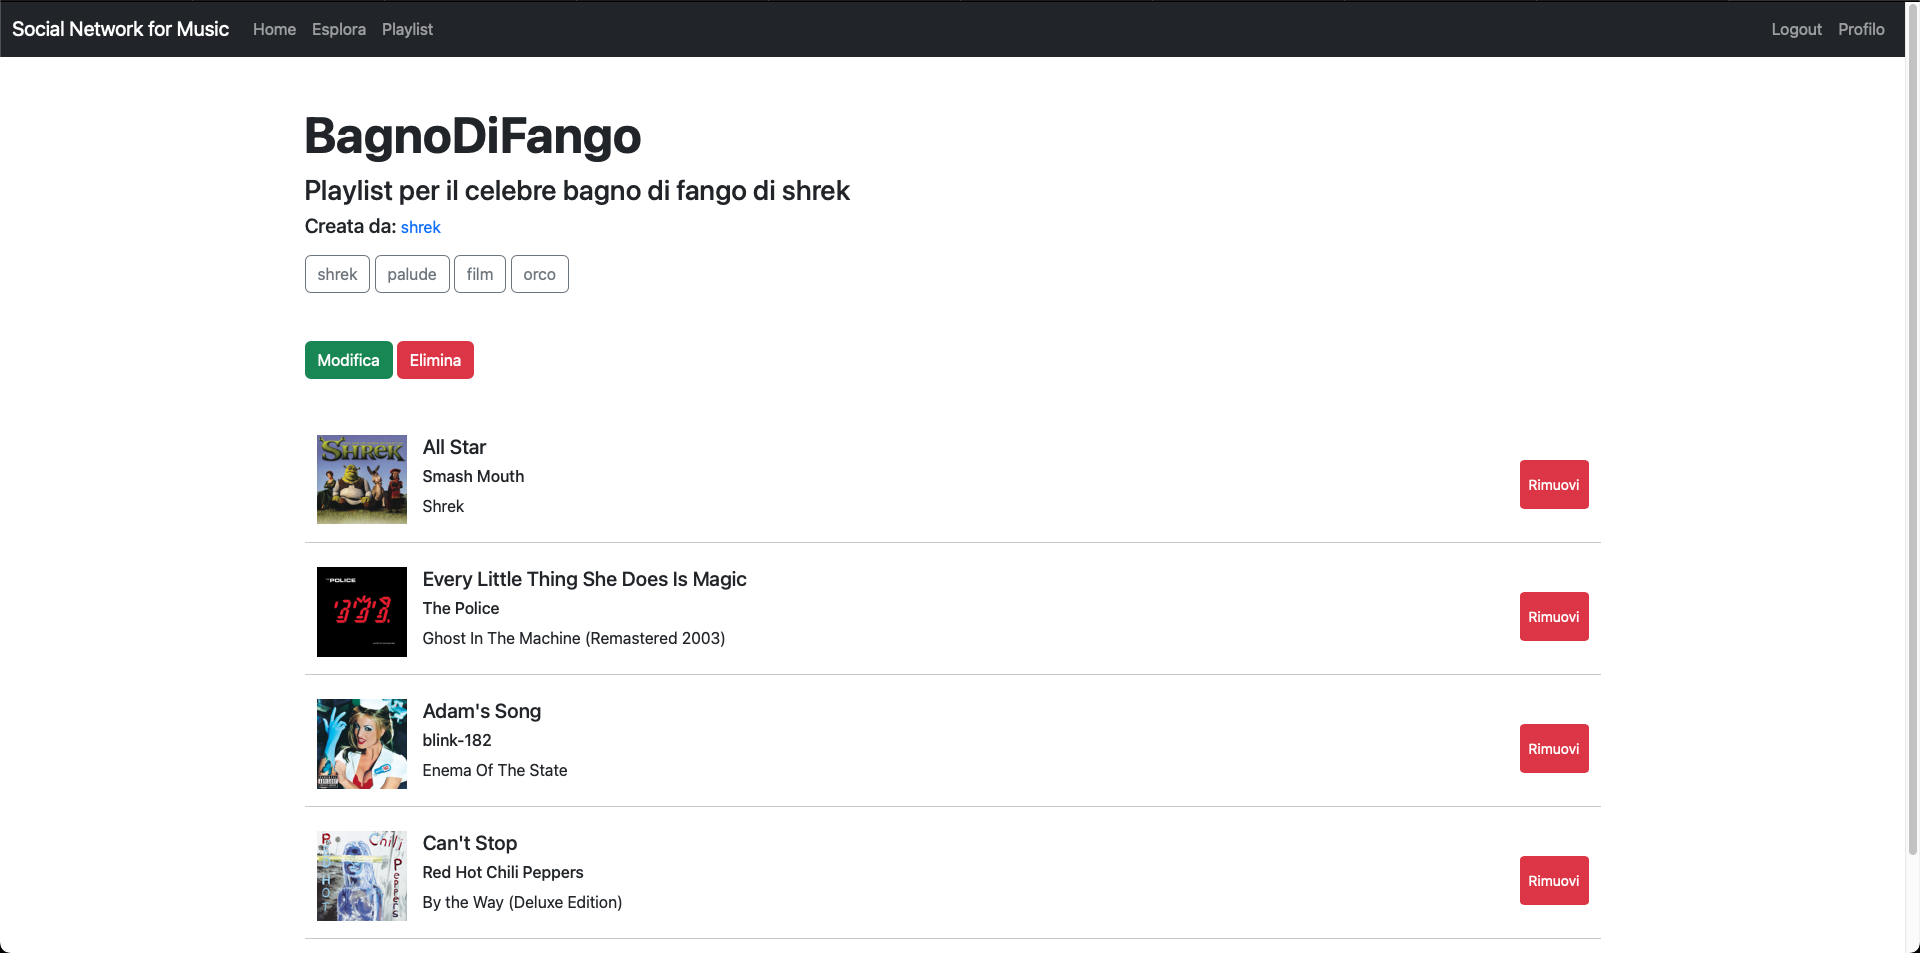 Social Network for Music Home Esplora Playlist Logout Profilo
BagnoDiFango
Playlist per il celebre bagno di fango di shrek
Creata da: shrek
shrek palude film orco
Modifica Elimina
SHREK
All Star
Smash Mouth
Shrek
Rimuovi
THE POLICE
Every Little Thing She Does Is Magic
The Police
Ghost In The Machine (Remastered 2003)
Rimuovi
Adam's Song
blink-182
Enema Of The State
Rimuovi
Chili
Peppers
Can't Stop
Red Hot Chili Peppers
By the Way (Deluxe Edition)
Rimuovi